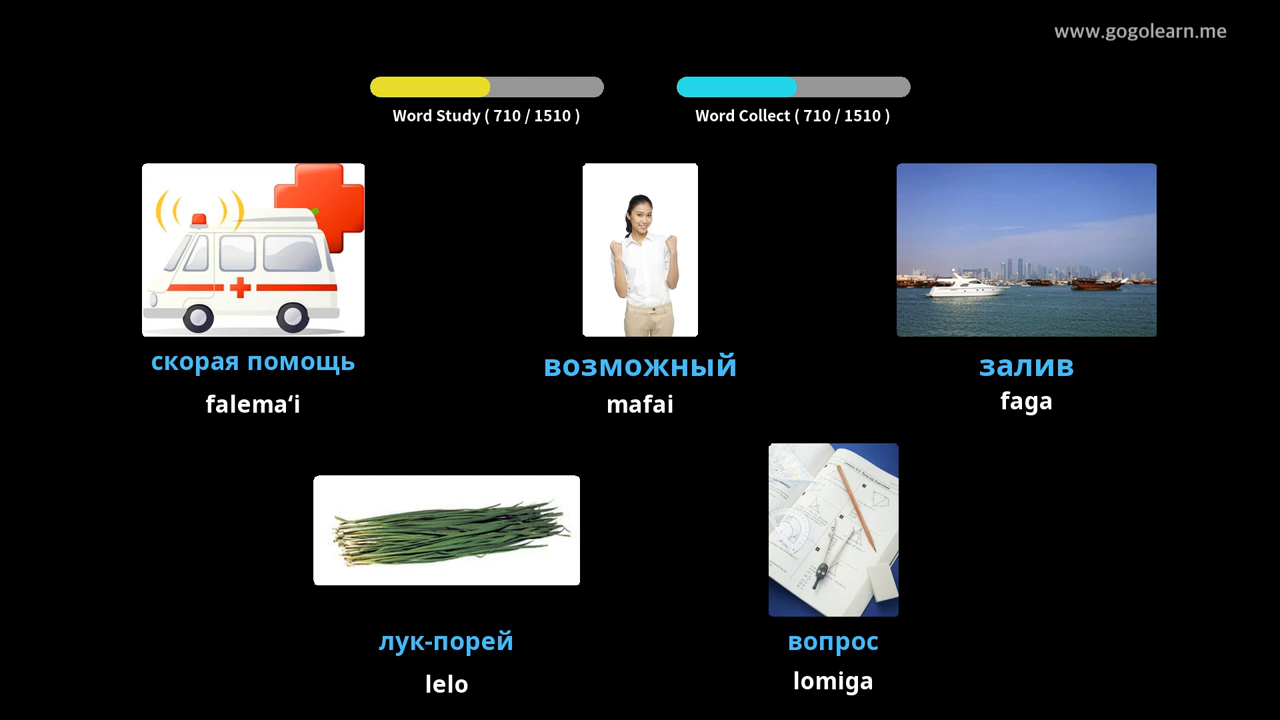 www.gogolearn.me
Word Study ( 710 / 1510 )
Word Collect ( 710 / 1510 )
скорая помощь
falemaʻi
возможный
mafai
залив
faga
лук-порей
lelo
вопрос
lomiga